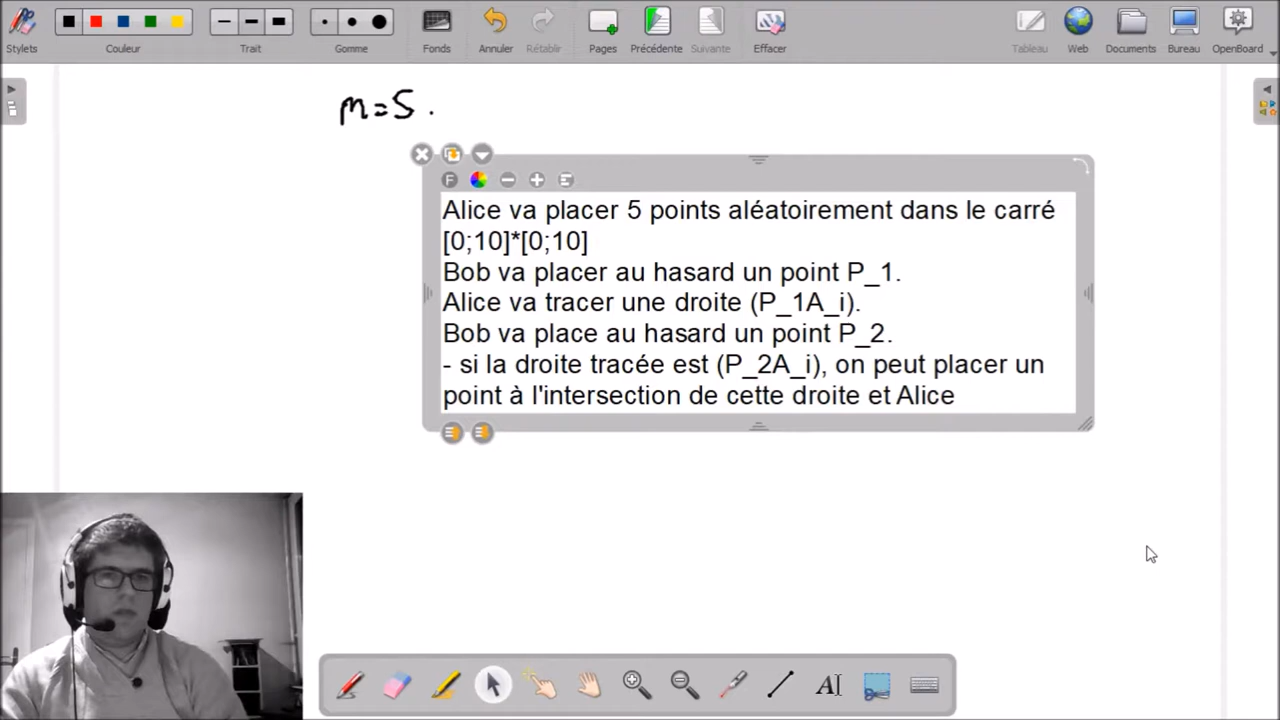 Stylets
Couleur
Trait
Gomme
Fonds
Annuler
Rétablir
Pages
Précédente
Suivante
Effacer
Tableau
Web
Documents
Bureau
OpenBoard
m=5.
F
Alice va placer 5 points aléatoirement dans le carré
[0;10]*[0;10]
Bob va placer au hasard un point P_1.
Alice va tracer une droite (P_1A_i).
Bob va place au hasard un point P_2.
- si la droite tracée est (P_2A_i), on peut placer un
point à l'intersection de cette droite et Alice
AI